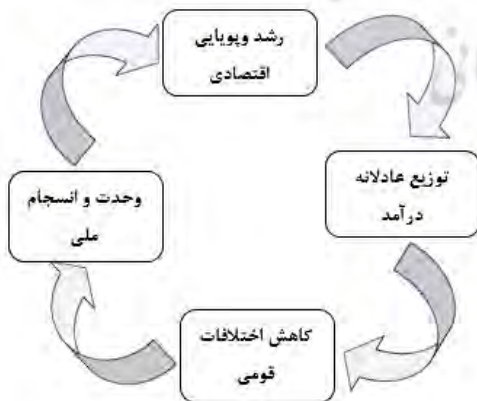 رشد وپویایی
اقتصادی
توزیع عادلانه
درآمد
کاهش اختلافات
قومی
وحدت و انسجام
ملی